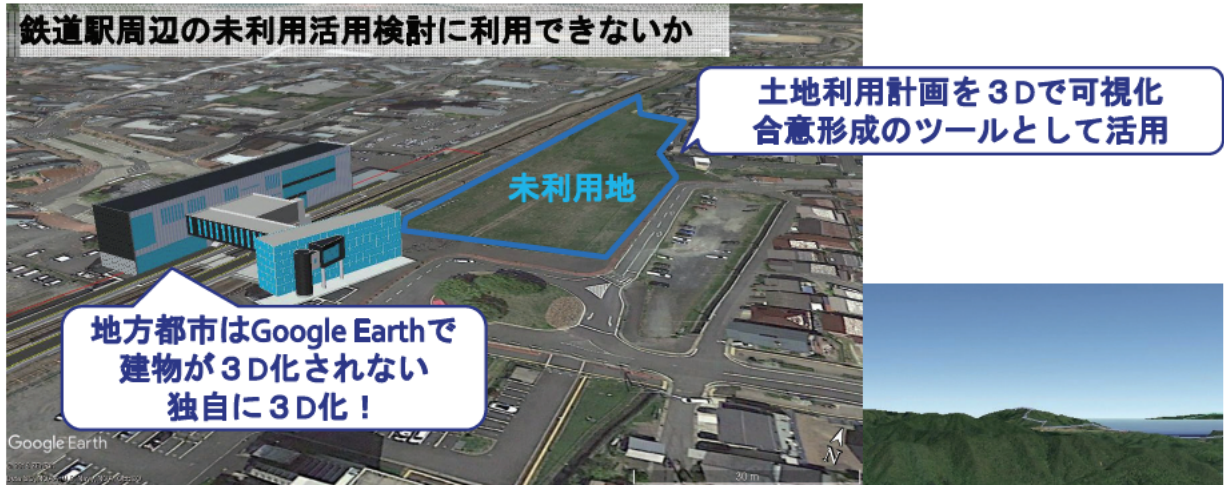 鉄道駅周辺の未利用活用検討に利用できないか
土地利用計画を３Dで可視化
合意形成のツールとして活用
未利用地
地方都市はGoogle Earthで
建物が３D化されない
独自に３D化！
Google Earth
N
30 m